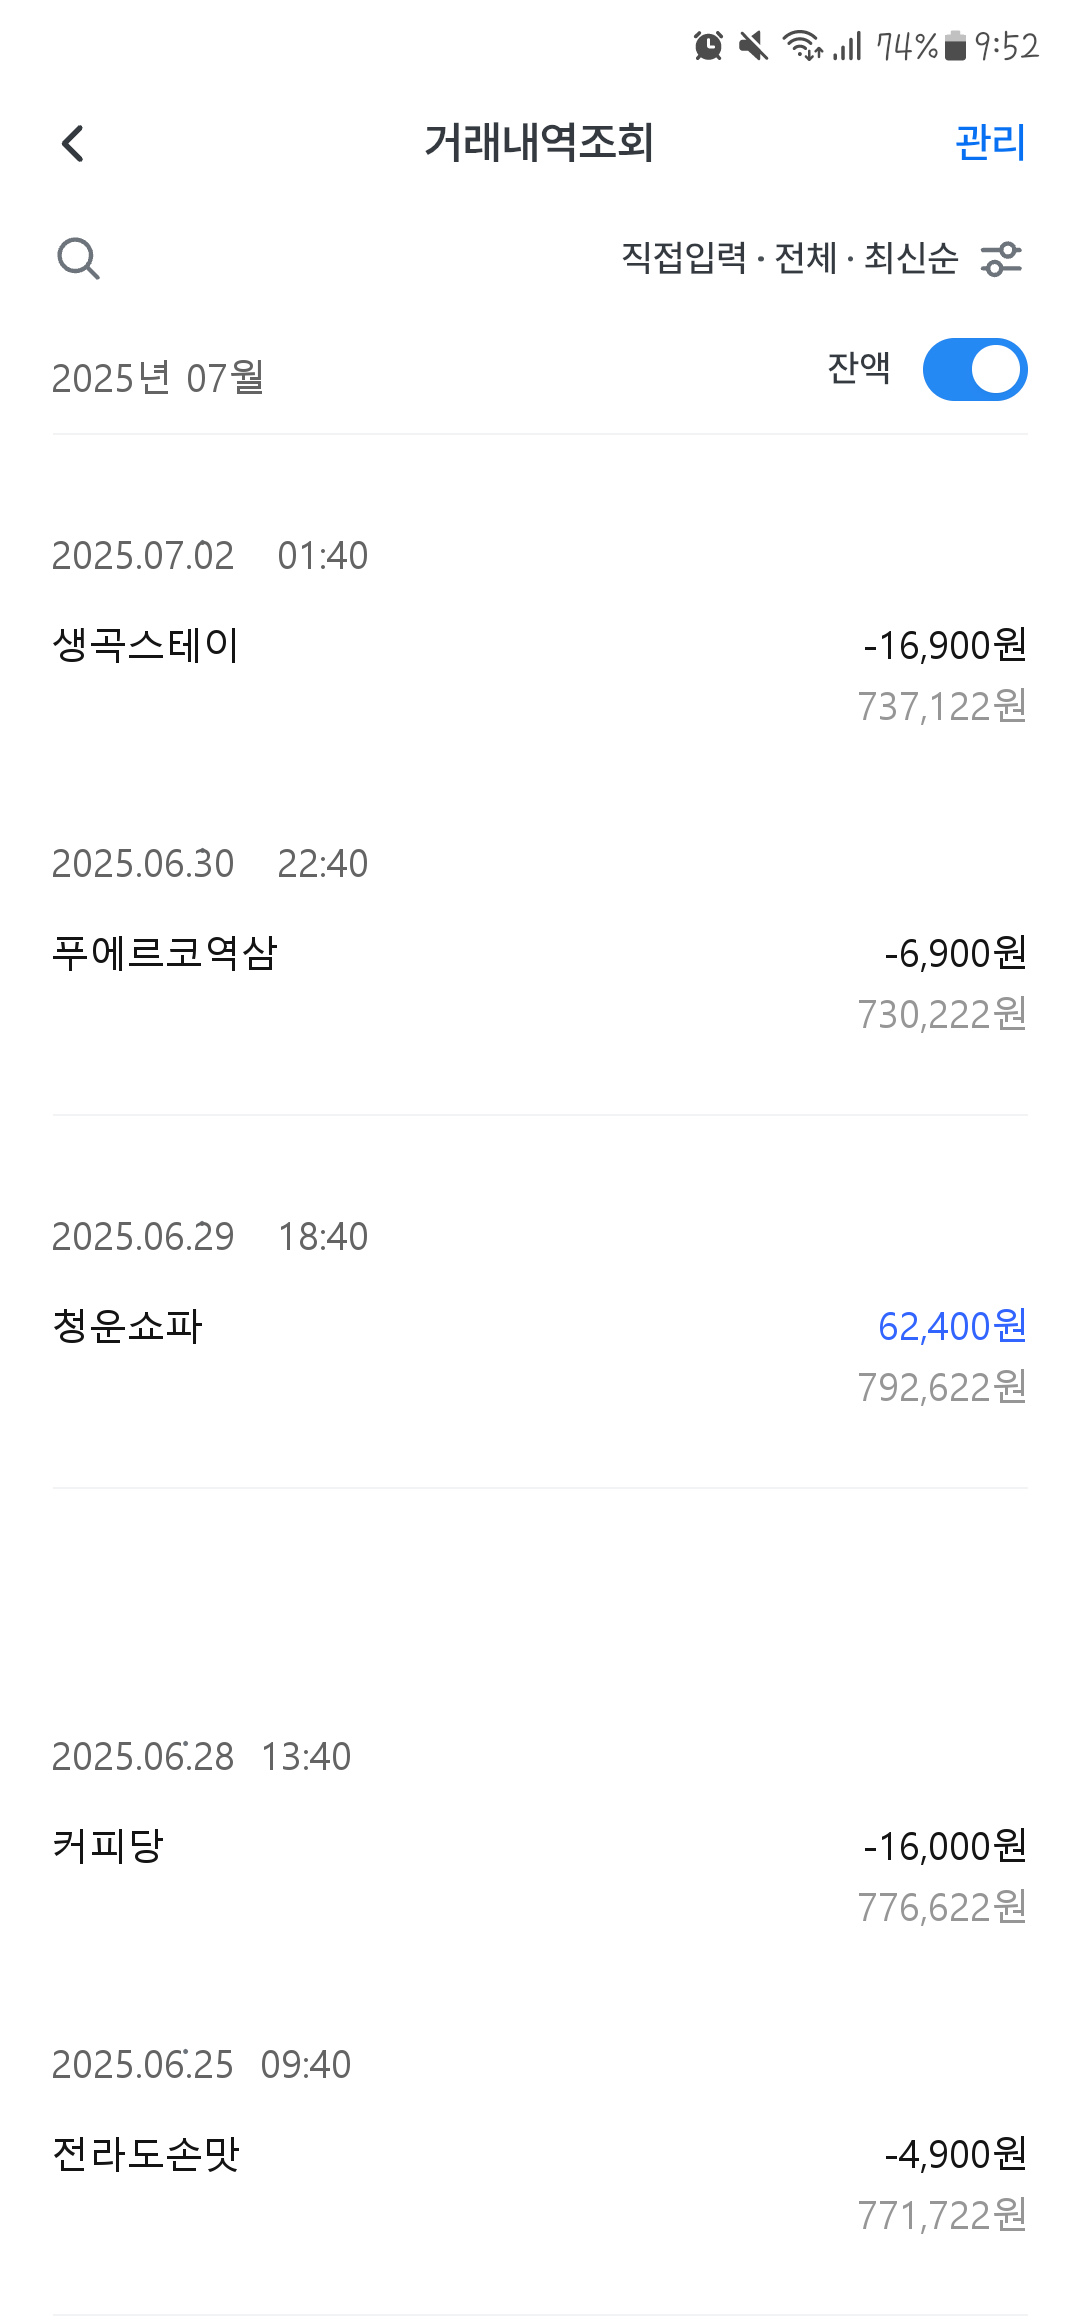 74% 9:52
거래내역조회 관리
직접입력 · 전체 · 최신순
2025년 07월 잔액
2025.07.02 01:40
생곡스테이 -16,900원
737,122원
2025.06.30 22:40
푸에르코역삼 -6,900원
730,222원
2025.06.29 18:40
청운쇼파 62,400원
792,622원
2025.06.28 13:40
커피당 -16,000원
776,622원
2025.06.25 09:40
전라도손맛 -4,900원
771,722원